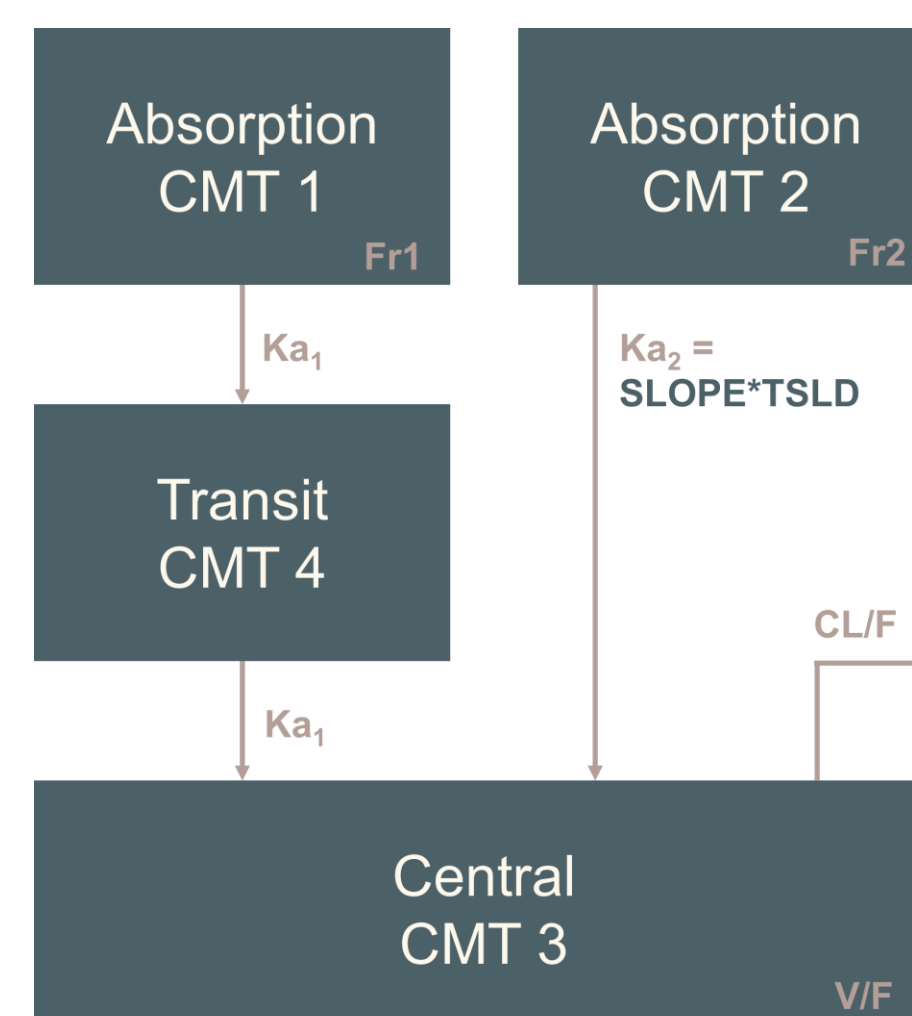 Absorption
CMT 1
Fr1
Absorption
CMT 2
Fr2
Ka₁
Ka₂ =
SLOPE*TSLD
Transit
CMT 4
CL/F
Ka₁
Central
CMT 3
V/F